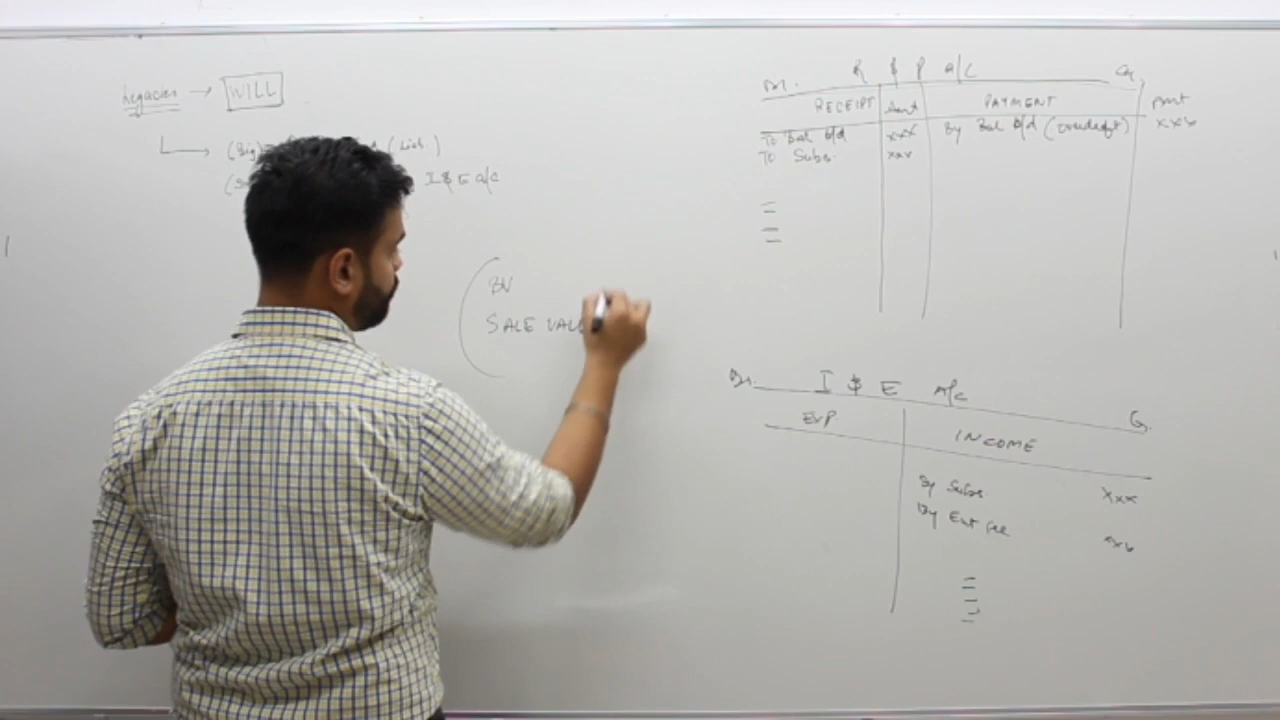 Legacies → WILL
(Big) (Liab.)
I & E a/c
BV
SALE VALU
R & P A/C
Dr. Cr.
RECEIPT Amt PAYMENT Amt
To Bal b/d xxx By Bal b/d (overdraft) xxx
To Subs. xxx
Dr. I & E A/C Cr.
EXP INCOME
By Subs xxx
By Ent fee xxx